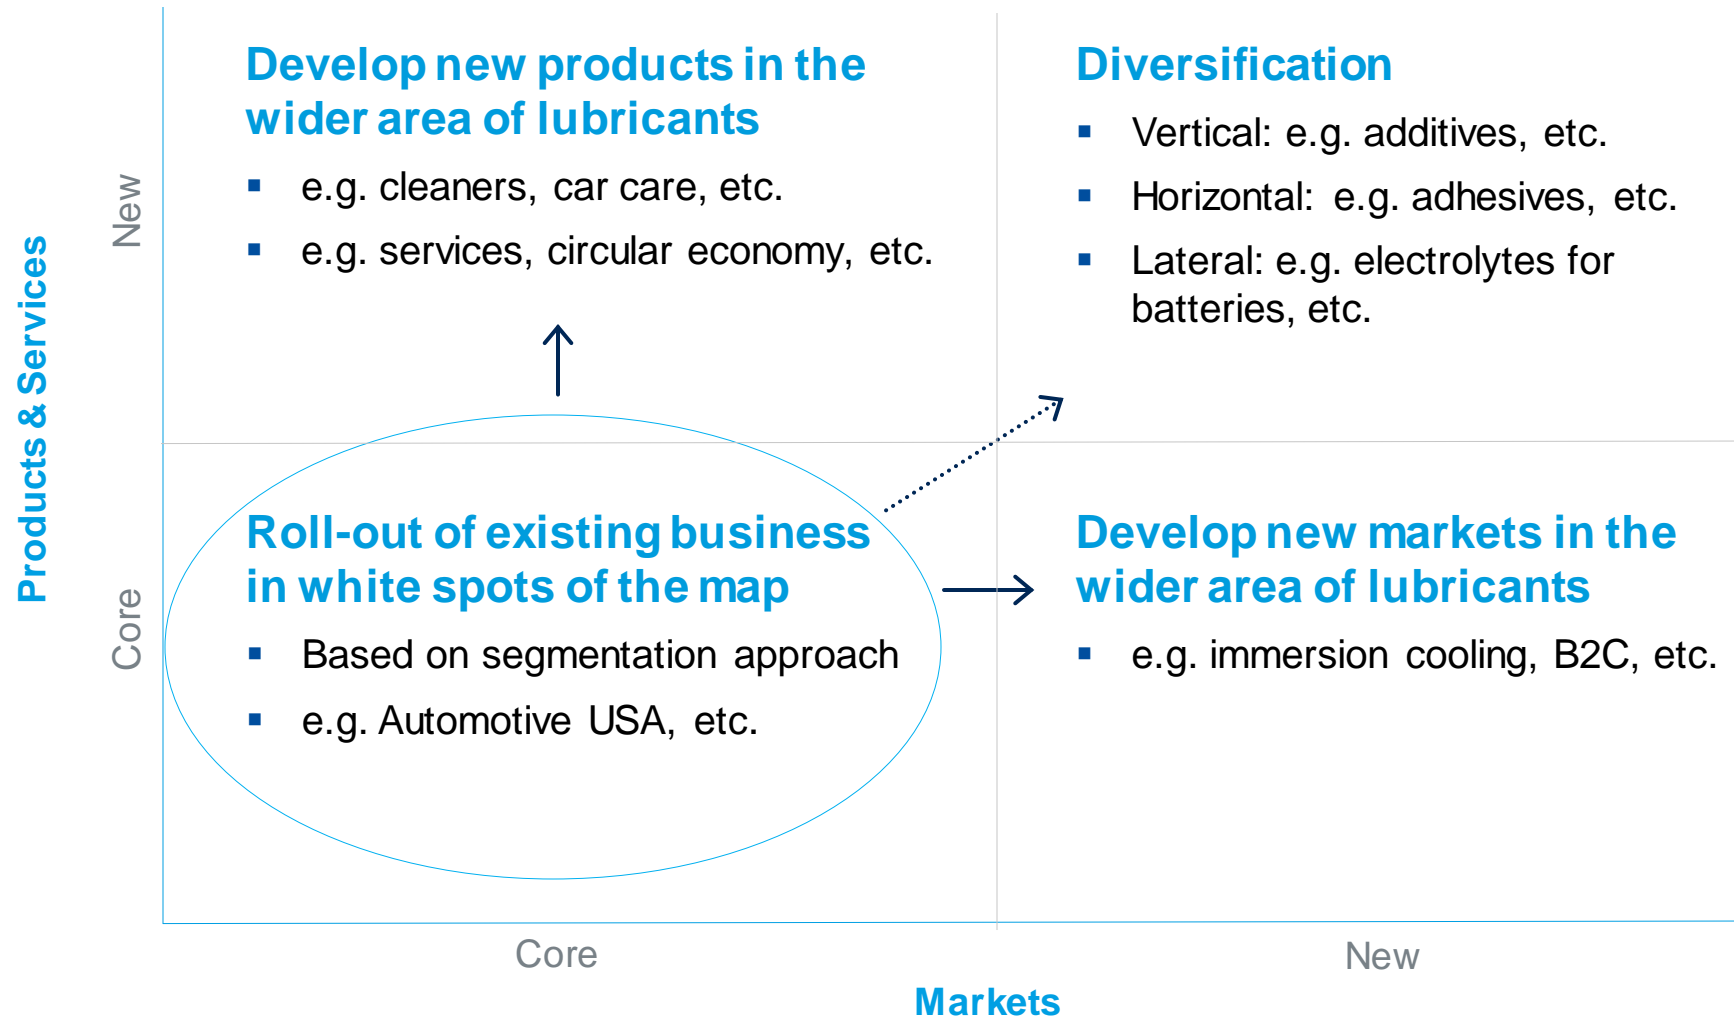 Products & Services
New
Develop new products in the
wider area of lubricants
▪ e.g. cleaners, car care, etc.
▪ e.g. services, circular economy, etc.
Diversification
▪ Vertical: e.g. additives, etc.
▪ Horizontal: e.g. adhesives, etc.
▪ Lateral: e.g. electrolytes for
batteries, etc.
Core
Roll-out of existing business
in white spots of the map
▪ Based on segmentation approach
▪ e.g. Automotive USA, etc.
Develop new markets in the
wider area of lubricants
▪ e.g. immersion cooling, B2C, etc.
Core
New
Markets